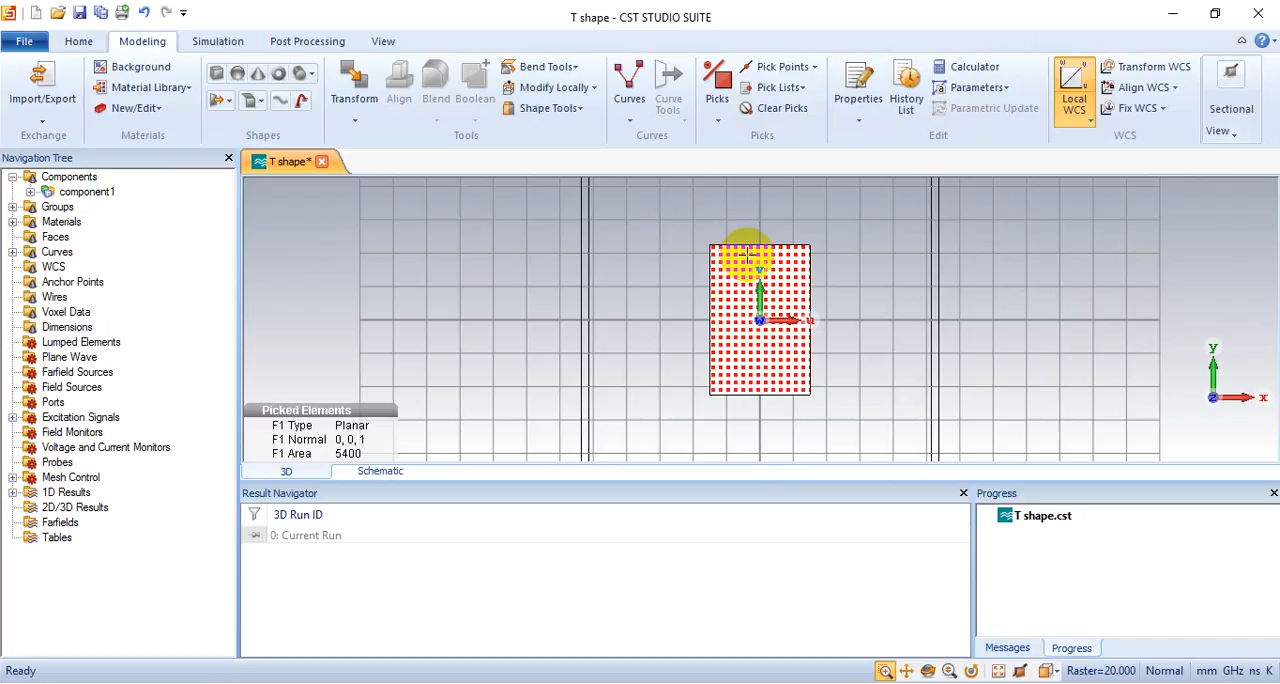 T shape - CST STUDIO SUITE
File Home Modeling Simulation Post Processing View
Import/Export
Exchange
Background
Material Library
New/Edit
Materials
Shapes
Transform
Align
Blend
Boolean
Bend Tools
Modify Locally
Shape Tools
Tools
Curves
Curve Tools
Curves
Picks
Pick Points
Pick Lists
Clear Picks
Picks
Properties
History List
Calculator
Parameters
Parametric Update
Edit
Local WCS
Transform WCS
Align WCS
Fix WCS
WCS
Sectional View
Navigation Tree
Components
component1
Groups
Materials
Faces
Curves
WCS
Anchor Points
Wires
Voxel Data
Dimensions
Lumped Elements
Plane Wave
Farfield Sources
Field Sources
Ports
Excitation Signals
Field Monitors
Voltage and Current Monitors
Probes
Mesh Control
1D Results
2D/3D Results
Farfields
Tables
T shape*
v
u
w
y
x
z
Picked Elements
F1 Type Planar
F1 Normal 0, 0, 1
F1 Area 5400
3D Schematic
Result Navigator
3D Run ID
0: Current Run
Progress
T shape.cst
Messages Progress
Ready
Raster=20.000 Normal mm GHz ns K